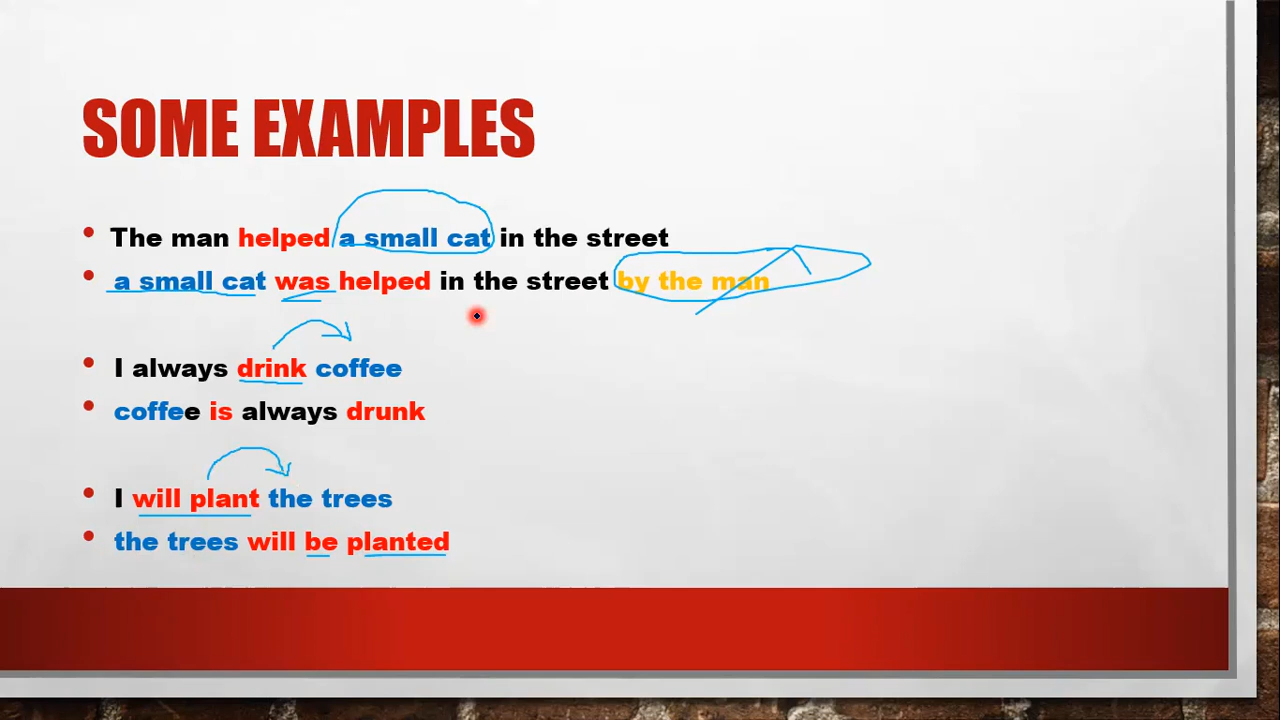 SOME EXAMPLES
• The man helped a small cat in the street
• a small cat was helped in the street by the man
• I always drink coffee
• coffee is always drunk
• I will plant the trees
• the trees will be planted